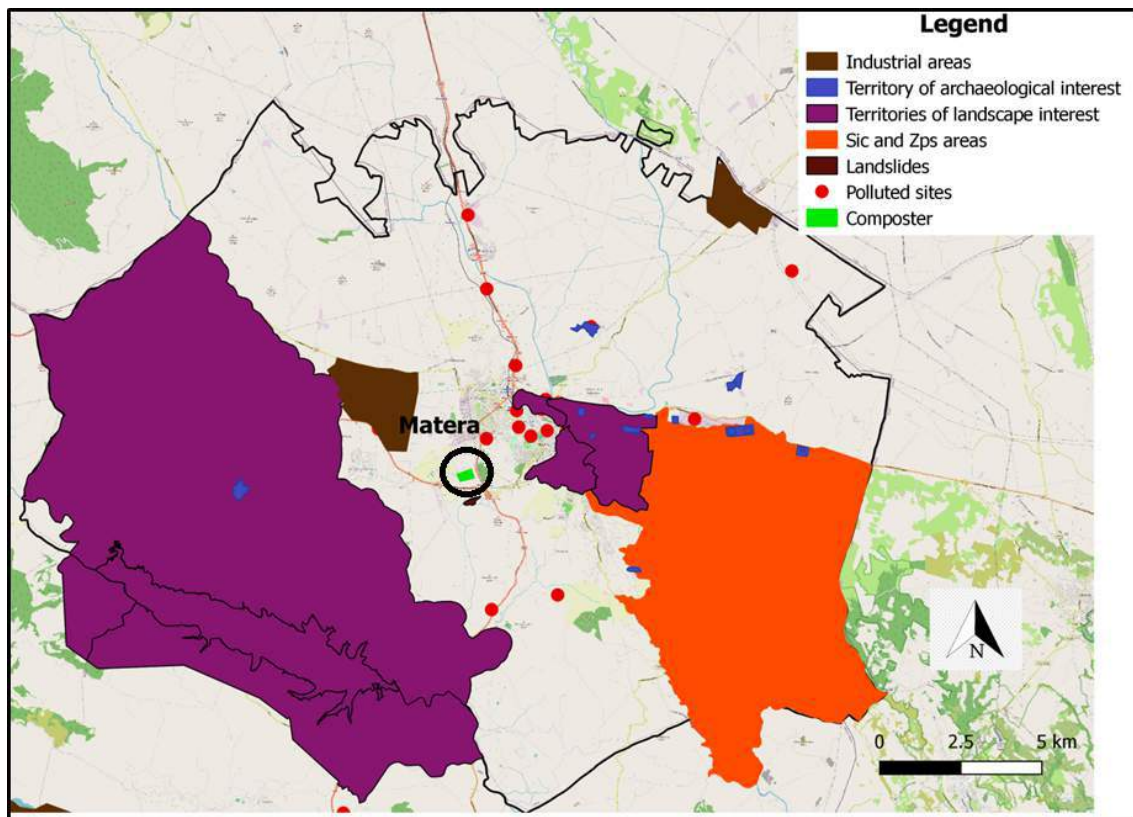 Legend
Industrial areas
Territory of archaeological interest
Territories of landscape interest
Sic and Zps areas
Landslides
Polluted sites
Composter
Matera
N
0 2.5 5 km